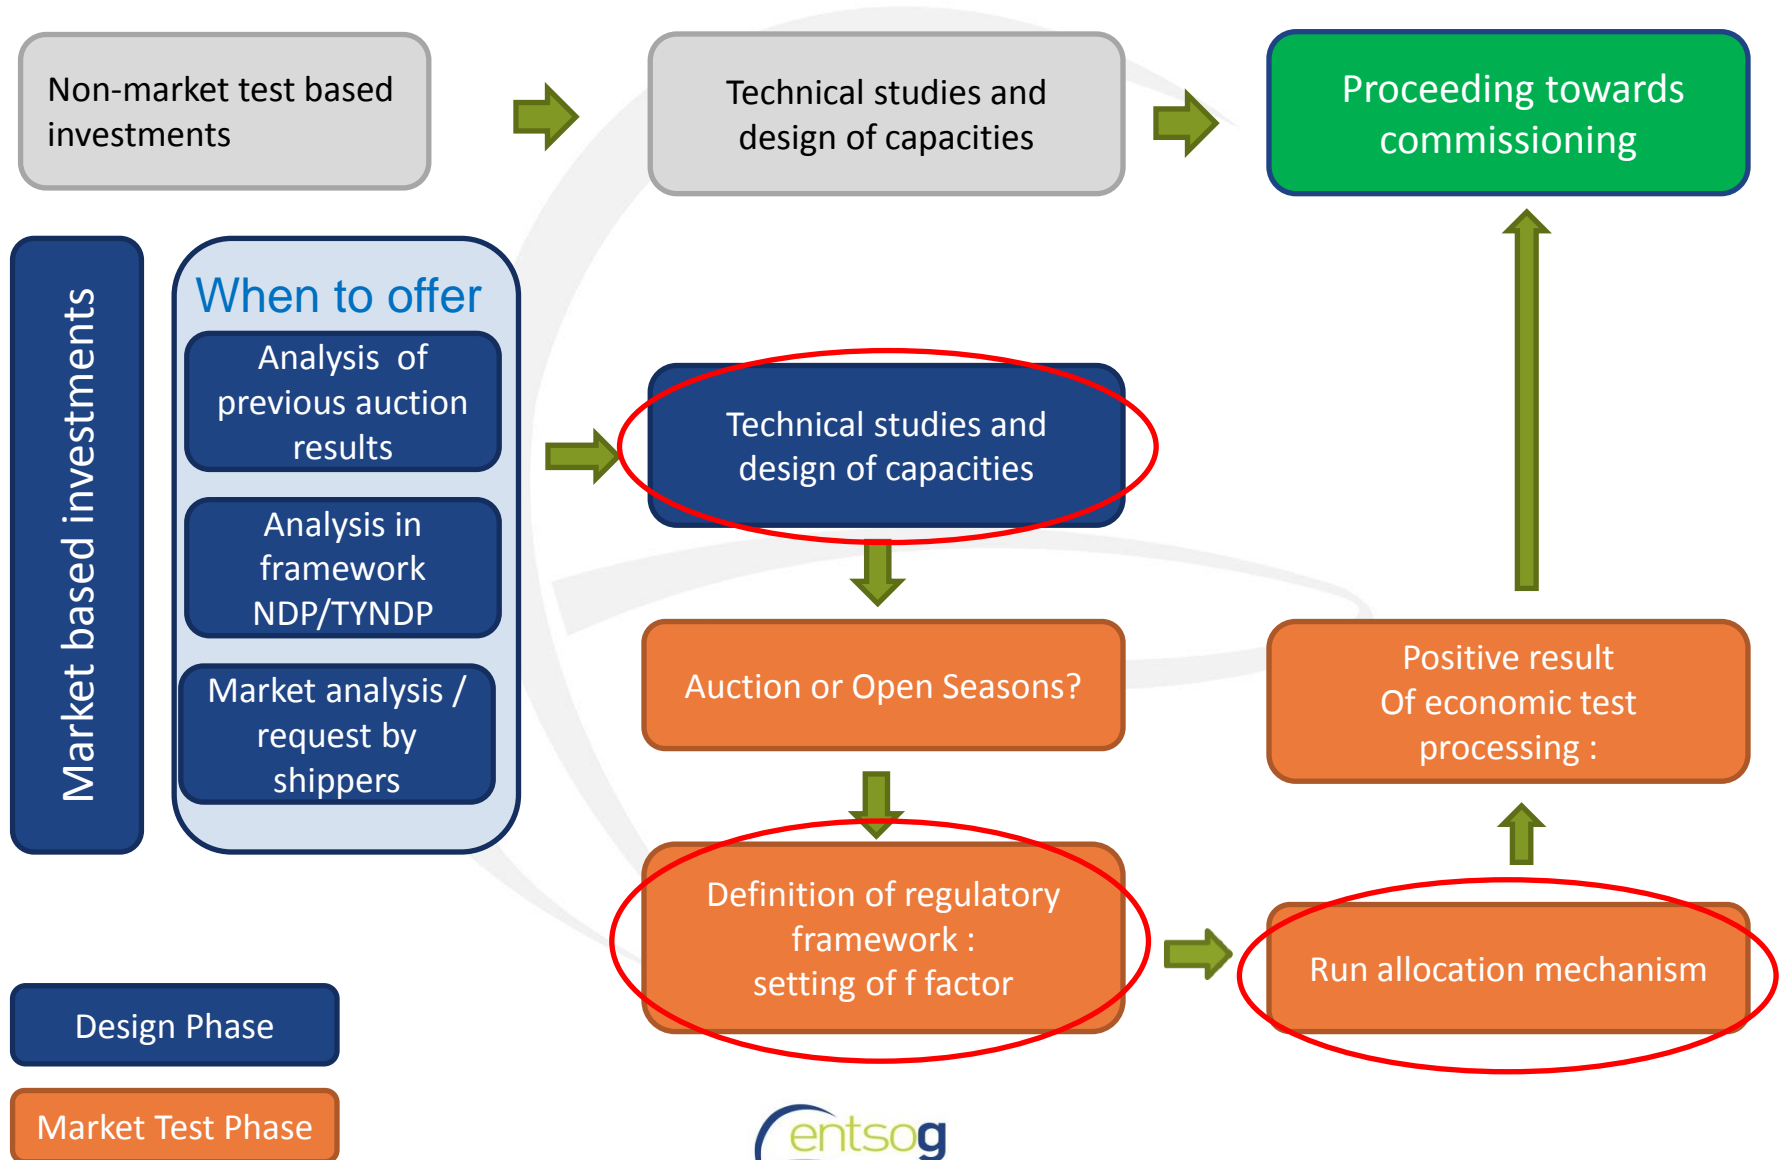 Non-market test based
investments
Technical studies and
design of capacities
Proceeding towards
commissioning
Market based investments
When to offer
Analysis of
previous auction
results
Analysis in
framework
NDP/TYNDP
Market analysis /
request by
shippers
Technical studies and
design of capacities
Auction or Open Seasons?
Definition of regulatory
framework :
setting of f factor
Run allocation mechanism
Positive result
Of economic test
processing :
Design Phase
Market Test Phase
entsog